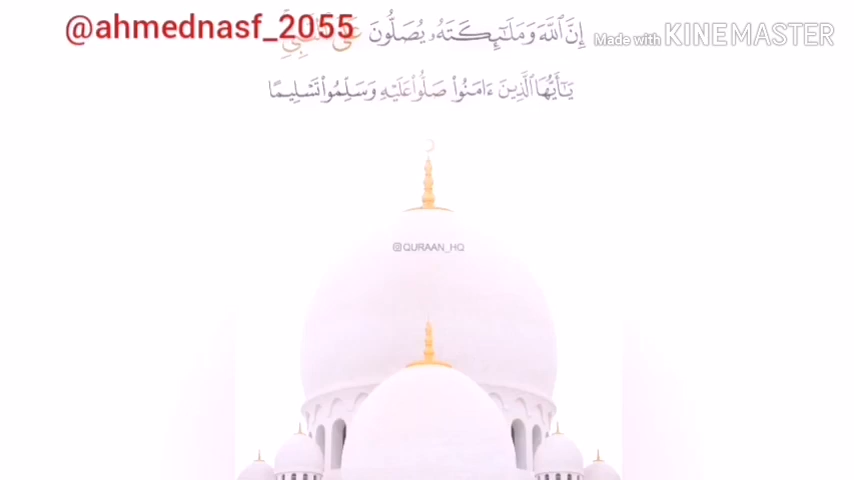 @ahmednasf_2055
Made with KINEMASTER
إِنَّ ٱللَّهَ وَمَلَـٰٓئِكَتَهُۥ يُصَلُّونَ عَلَى ٱلنَّبِيِّ
يَـٰٓأَيُّهَا ٱلَّذِينَ ءَامَنُوا۟ صَلُّوا۟ عَلَيْهِ وَسَلِّمُوا۟ تَسْلِيمًا
@QURAAN_HQ